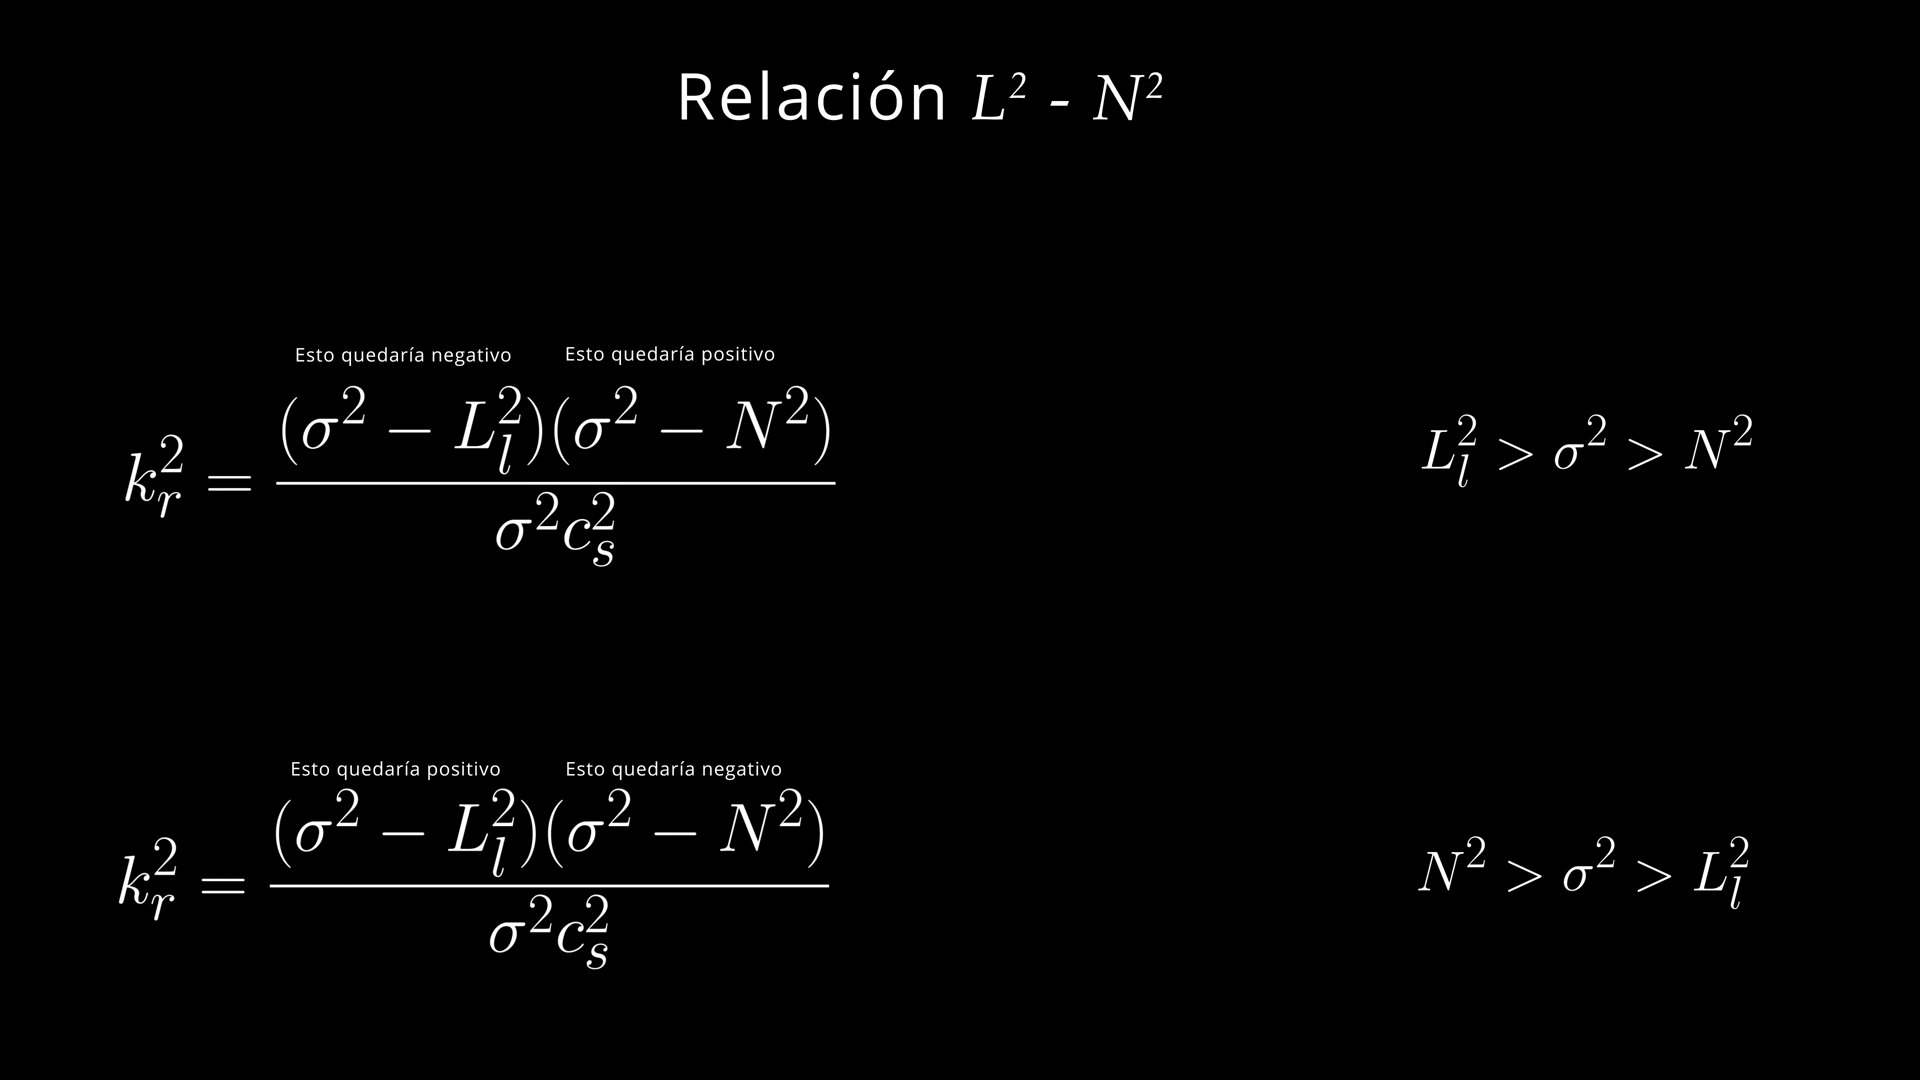 Relación L² - N²
Esto quedaría negativo Esto quedaría positivo
k_r^2 = \frac{(σ^2 − L_l^2)(σ^2 − N^2)}{σ^2 c_s^2}
L_l^2 > σ^2 > N^2
Esto quedaría positivo Esto quedaría negativo
k_r^2 = \frac{(σ^2 − L_l^2)(σ^2 − N^2)}{σ^2 c_s^2}
N^2 > σ^2 > L_l^2